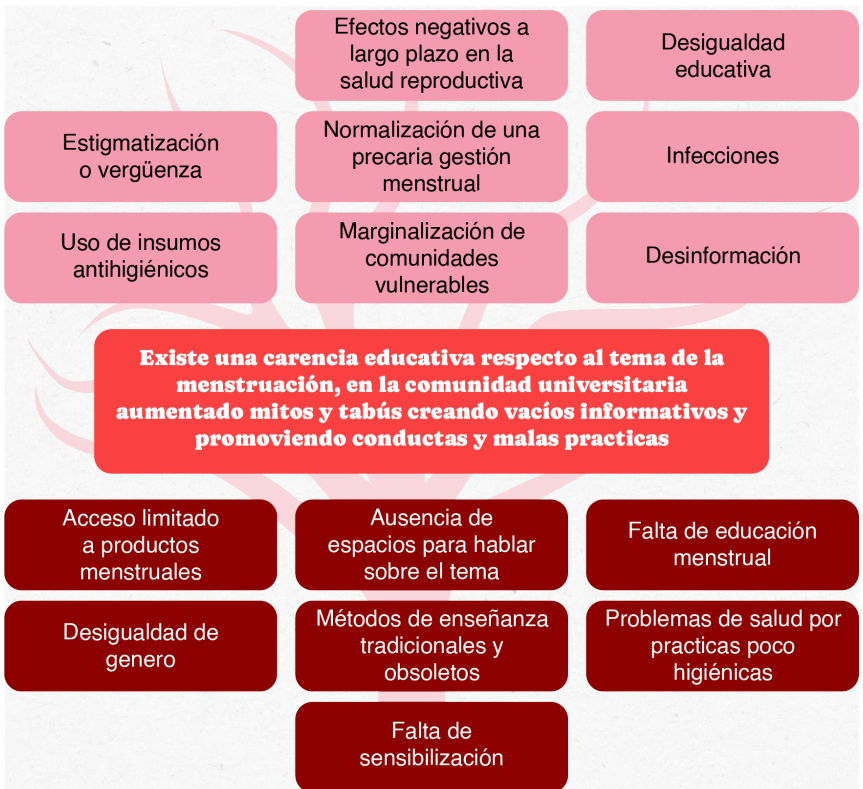 Efectos negativos a
largo plazo en la
salud reproductiva
Desigualdad
educativa
Estigmatización
o vergüenza
Normalización de una
precaria gestión
menstrual
Infecciones
Uso de insumos
antihigiénicos
Marginalización de
comunidades
vulnerables
Desinformación
Existe una carencia educativa respecto al tema de la
menstruación, en la comunidad universitaria
aumentado mitos y tabús creando vacíos informativos y
promoviendo conductas y malas practicas
Acceso limitado
a productos
menstruales
Ausencia de
espacios para hablar
sobre el tema
Falta de educación
menstrual
Desigualdad de
genero
Métodos de enseñanza
tradicionales y
obsoletos
Problemas de salud por
practicas poco
higiénicas
Falta de
sensibilización